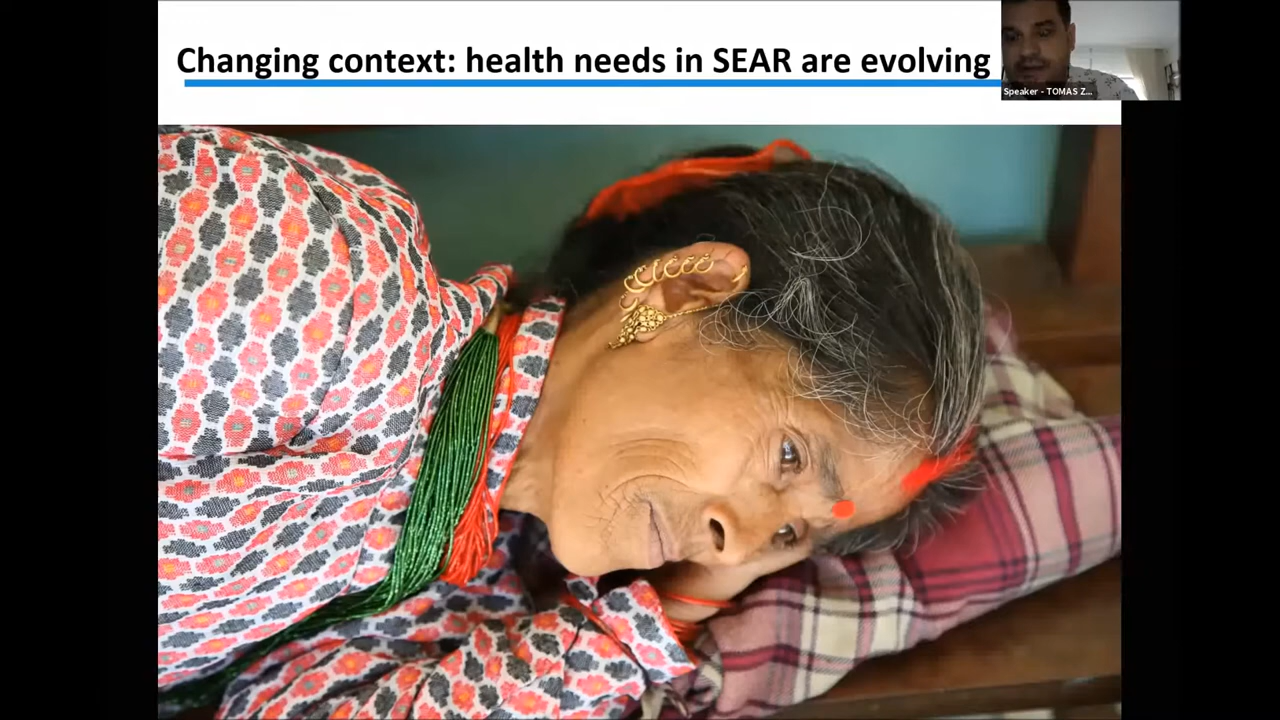 Changing context: health needs in SEAR are evolving
Speaker - TOMAS Z...